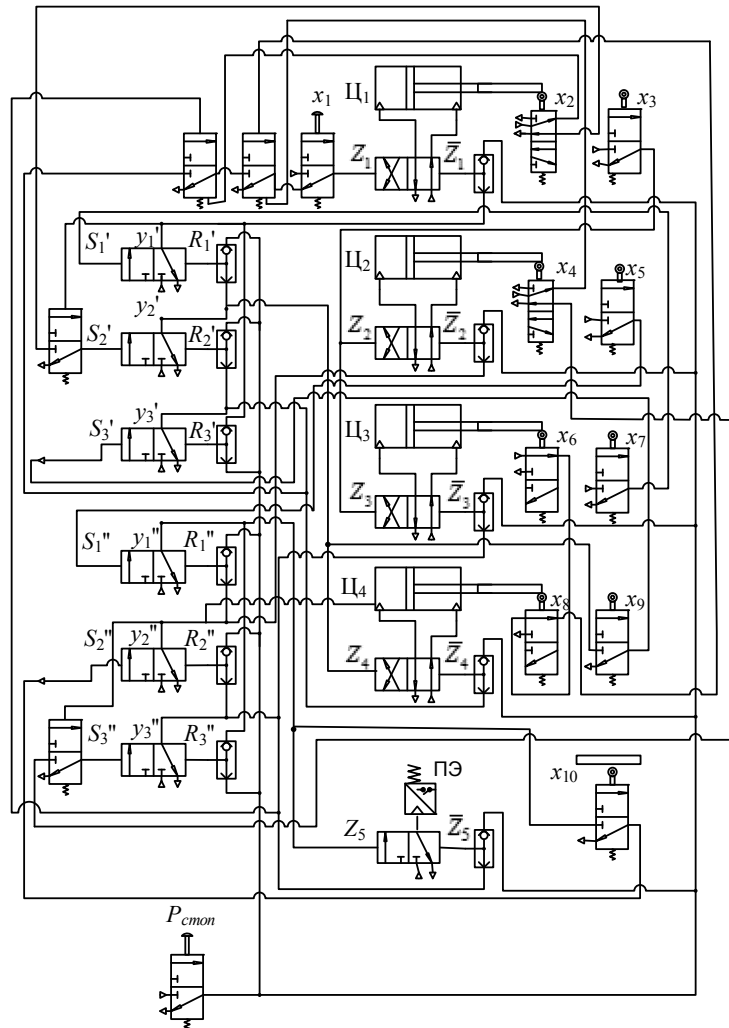 x1
Ц1
x2
x3
Z1
Z̅1
S1'
y1'
R1'
Ц2
x4
x5
y2'
S2'
R2'
Z2
Z̅2
y3'
S3'
R3'
Ц3
x6
x7
Z3
Z̅3
S1"
y1"
R1"
Ц4
x8
x9
S2"
y2"
R2"
Z4
Z̅4
S3"
y3"
R3"
ПЭ
x10
Z5
Z̅5
Pстоп